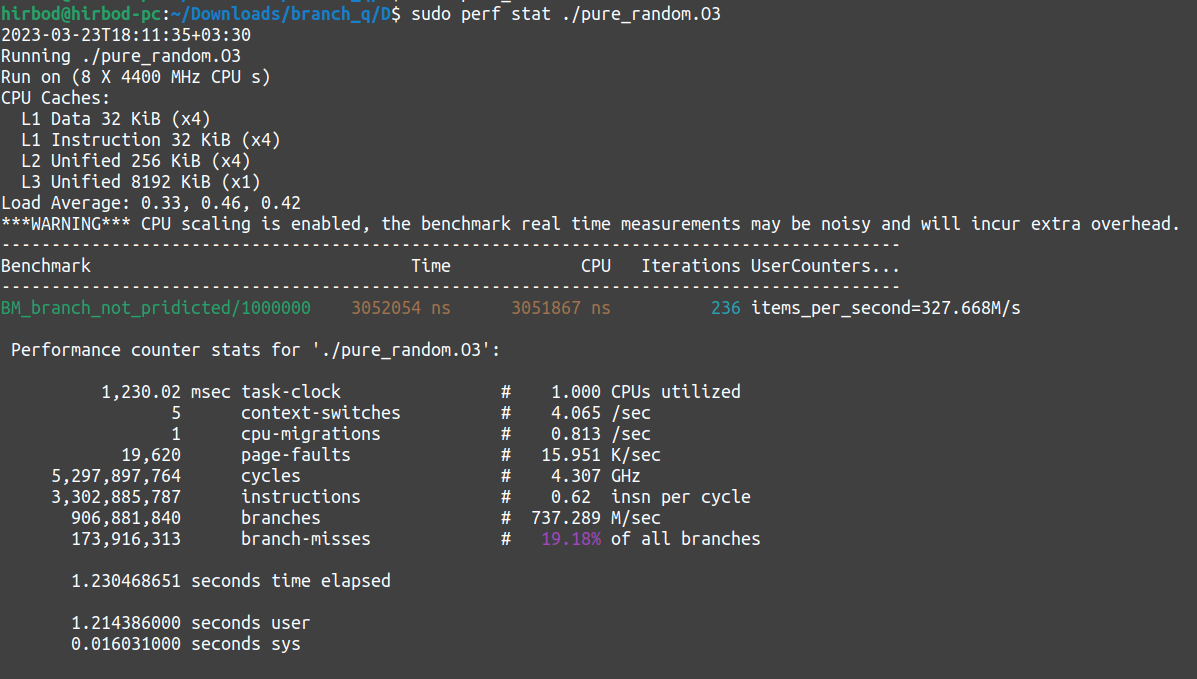 hirbod@hirbod-pc:~/Downloads/branch_q/D$ sudo perf stat ./pure_random.O3
2023-03-23T18:11:35+03:30
Running ./pure_random.O3
Run on (8 X 4400 MHz CPU s)
CPU Caches:
  L1 Data 32 KiB (x4)
  L1 Instruction 32 KiB (x4)
  L2 Unified 256 KiB (x4)
  L3 Unified 8192 KiB (x1)
Load Average: 0.33, 0.46, 0.42
***WARNING*** CPU scaling is enabled, the benchmark real time measurements may be noisy and will incur extra overhead.
------------------------------------------------------------------------------------------
Benchmark                                Time             CPU   Iterations UserCounters...
------------------------------------------------------------------------------------------
BM_branch_not_pridicted/1000000    3052054 ns      3051867 ns          236 items_per_second=327.668M/s

 Performance counter stats for './pure_random.O3':

          1,230.02 msec task-clock                #    1.000 CPUs utilized
                 5      context-switches          #    4.065 /sec
                 1      cpu-migrations            #    0.813 /sec
            19,620      page-faults               #   15.951 K/sec
     5,297,897,764      cycles                    #    4.307 GHz
     3,302,885,787      instructions              #    0.62  insn per cycle
       906,881,840      branches                  #  737.289 M/sec
       173,916,313      branch-misses             #   19.18% of all branches

       1.230468651 seconds time elapsed

       1.214386000 seconds user
       0.016031000 seconds sys